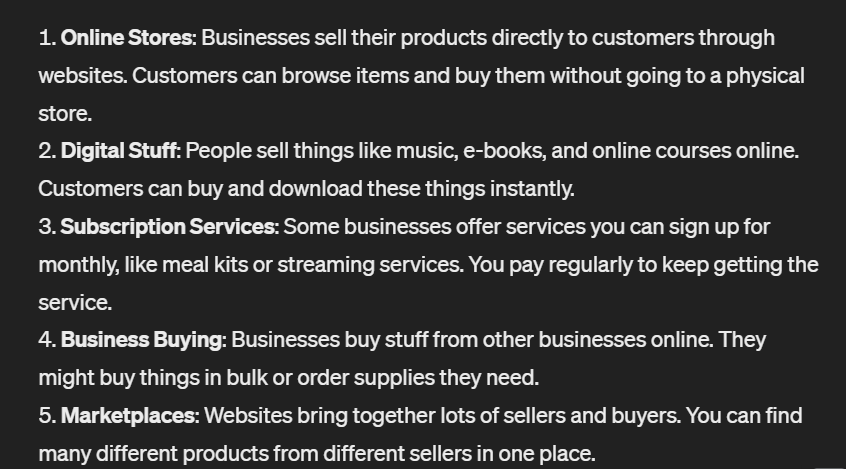 1. Online Stores: Businesses sell their products directly to customers through
websites. Customers can browse items and buy them without going to a physical
store.
2. Digital Stuff: People sell things like music, e-books, and online courses online.
Customers can buy and download these things instantly.
3. Subscription Services: Some businesses offer services you can sign up for
monthly, like meal kits or streaming services. You pay regularly to keep getting the
service.
4. Business Buying: Businesses buy stuff from other businesses online. They
might buy things in bulk or order supplies they need.
5. Marketplaces: Websites bring together lots of sellers and buyers. You can find
many different products from different sellers in one place.